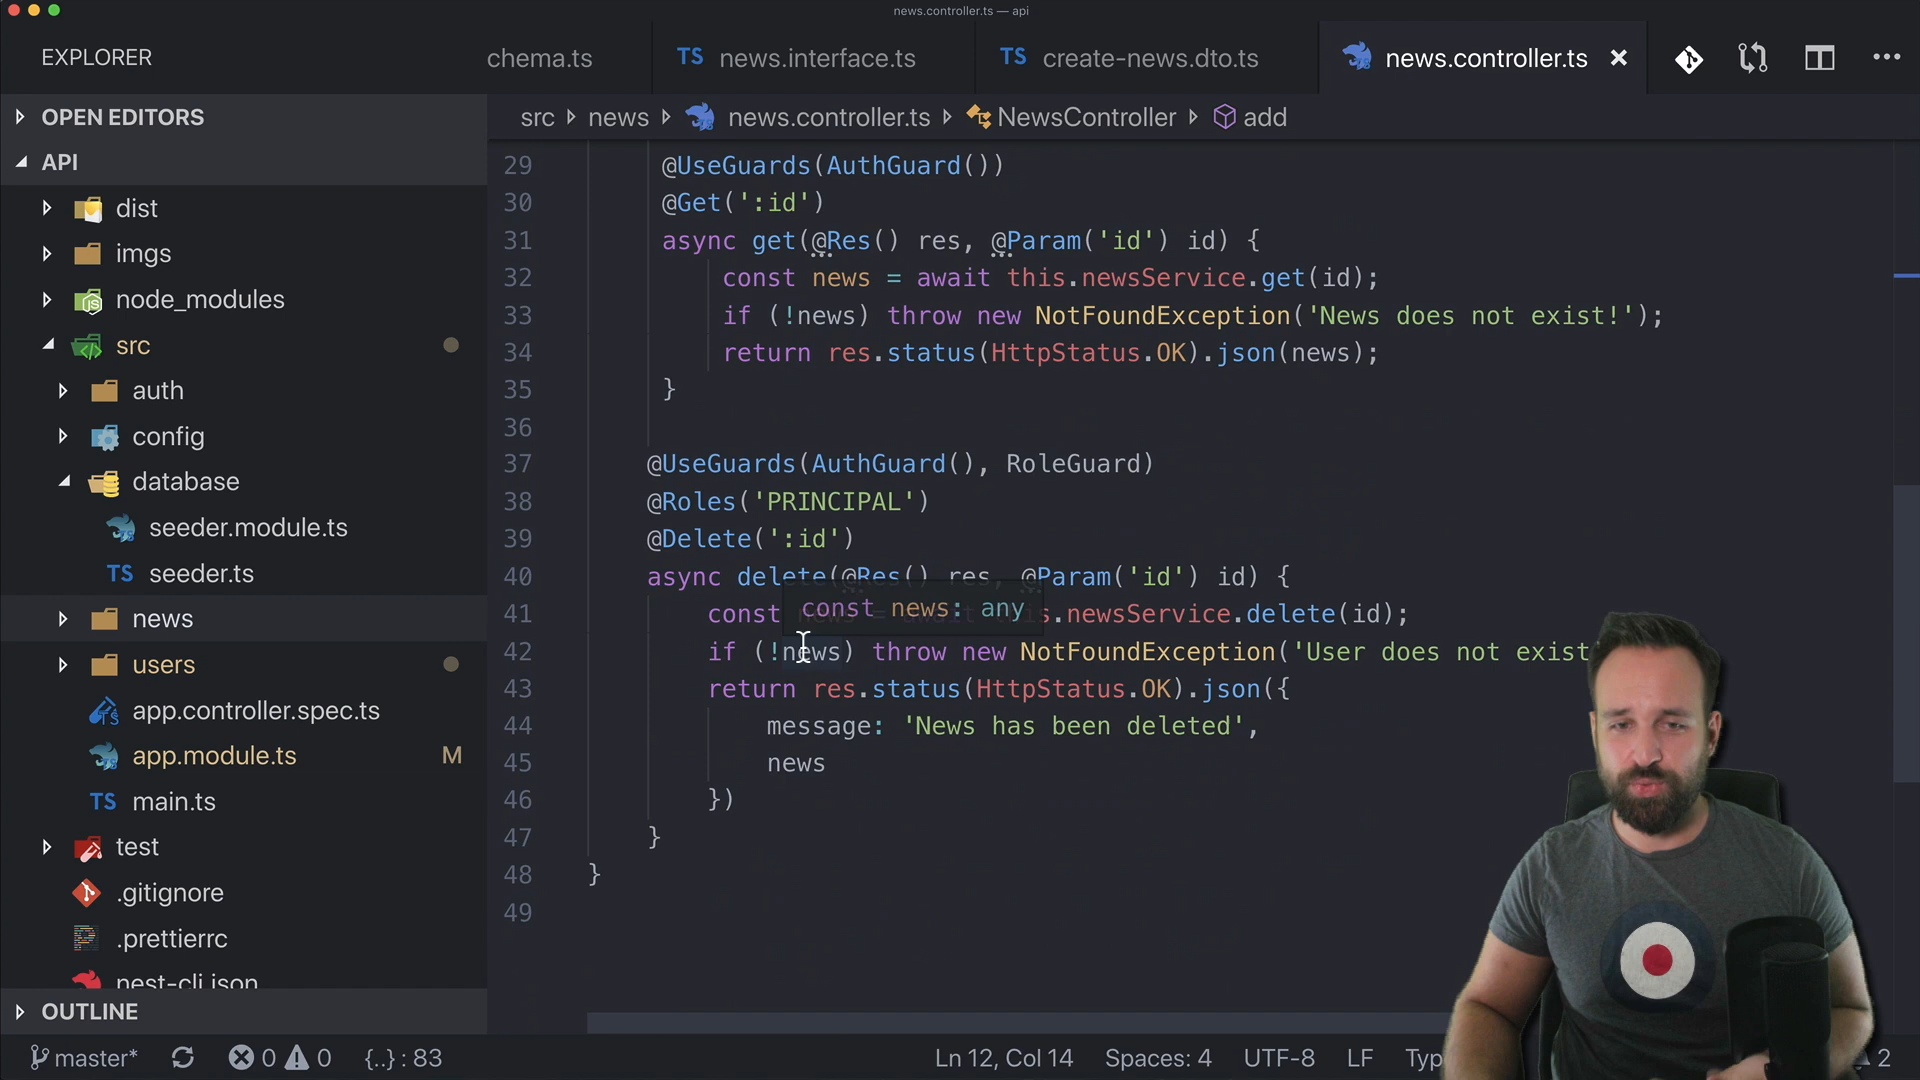 news.controller.ts — api
EXPLORER
chema.ts
TS news.interface.ts
TS create-news.dto.ts
news.controller.ts
OPEN EDITORS
src news news.controller.ts NewsController add
API
dist
imgs
node_modules
src
auth
config
database
seeder.module.ts
TS seeder.ts
news
users
app.controller.spec.ts
app.module.ts M
TS main.ts
test
.gitignore
.prettierrc
nest-cli.json
OUTLINE
29 @UseGuards(AuthGuard())
30 @Get(':id')
31 async get(@Res() res, @Param('id') id) {
32 const news = await this.newsService.get(id);
33 if (!news) throw new NotFoundException('News does not exist!');
34 return res.status(HttpStatus.OK).json(news);
35 }
36
37 @UseGuards(AuthGuard(), RoleGuard)
38 @Roles('PRINCIPAL')
39 @Delete(':id')
40 async delete(@Res() res, @Param('id') id) {
const news: any
41 const news = await this.newsService.delete(id);
42 if (!news) throw new NotFoundException('User does not exist
43 return res.status(HttpStatus.OK).json({
44 message: 'News has been deleted',
45 news
46 })
47 }
48 }
49
master* 0 0 {..} : 83 Ln 12, Col 14 Spaces: 4 UTF-8 LF Typ 2